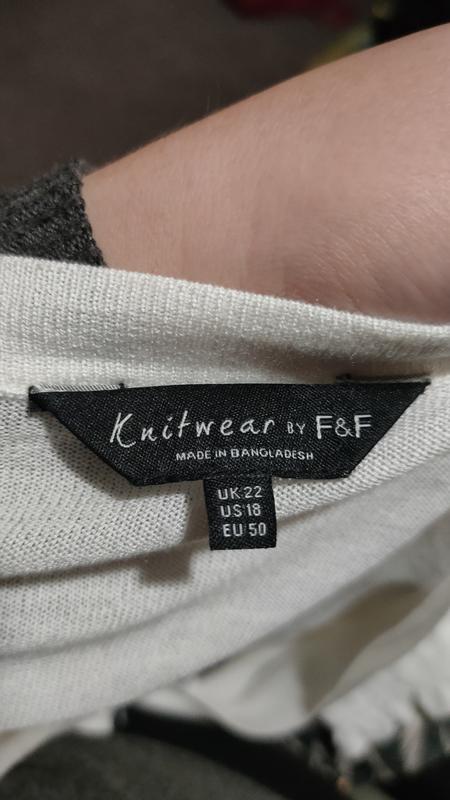 Knitwear BY F&F
MADE IN BANGLADESH
UK 22
US 18
EU 50